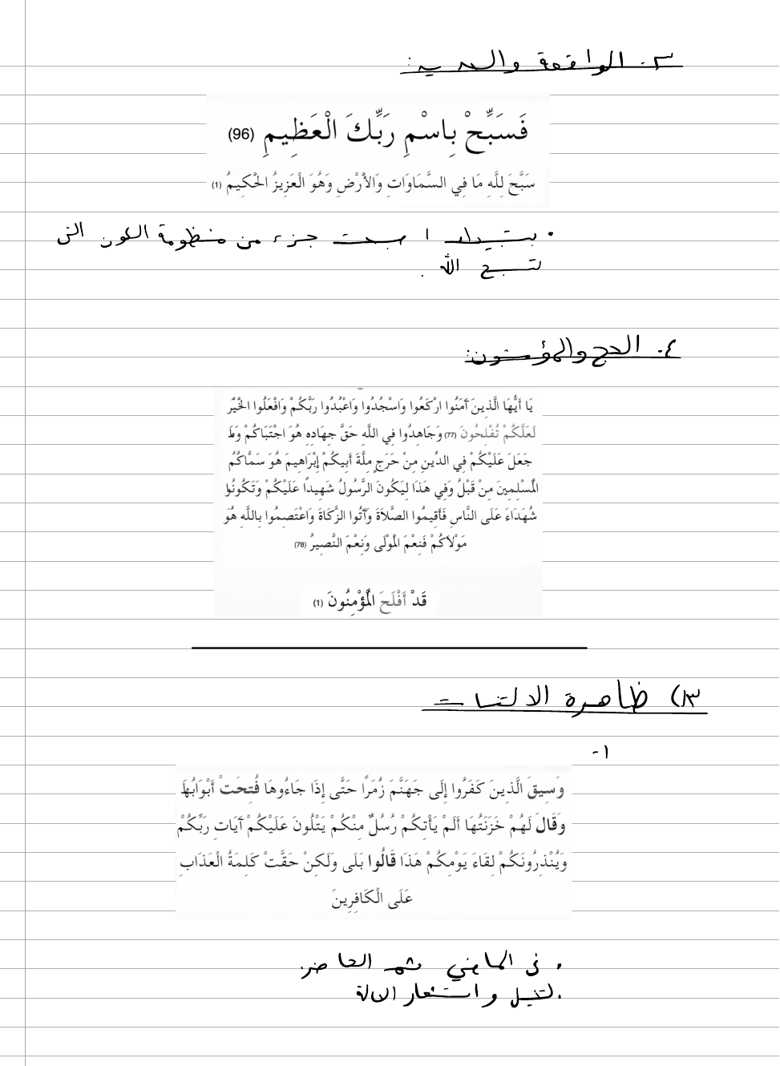 ٣. الواقعة والحديد:
فَسَبِّحْ بِاسْمِ رَبِّكَ الْعَظِيمِ (96)
سَبَّحَ لِلَّهِ مَا فِي السَّمَاوَاتِ وَالْأَرْضِ وَهُوَ الْعَزِيزُ الْحَكِيمُ (1)
• بتسبيحك اصبحت جزء من منظومة الكون التي
تسبح الله.
٤. الحج والمؤمنون:
يَا أَيُّهَا الَّذِينَ آمَنُوا ارْكَعُوا وَاسْجُدُوا وَاعْبُدُوا رَبَّكُمْ وَافْعَلُوا الْخَيْرَ
لَعَلَّكُمْ تُفْلِحُونَ (77) وَجَاهِدُوا فِي اللَّهِ حَقَّ جِهَادِهِ هُوَ اجْتَبَاكُمْ وَمَا
جَعَلَ عَلَيْكُمْ فِي الدِّينِ مِنْ حَرَجٍ مِلَّةَ أَبِيكُمْ إِبْرَاهِيمَ هُوَ سَمَّاكُمُ
الْمُسْلِمِينَ مِنْ قَبْلُ وَفِي هَذَا لِيَكُونَ الرَّسُولُ شَهِيدًا عَلَيْكُمْ وَتَكُونُوا
شُهَدَاءَ عَلَى النَّاسِ فَأَقِيمُوا الصَّلَاةَ وَآتُوا الزَّكَاةَ وَاعْتَصِمُوا بِاللَّهِ هُوَ
مَوْلَاكُمْ فَنِعْمَ الْمَوْلَى وَنِعْمَ النَّصِيرُ (78)
قَدْ أَفْلَحَ الْمُؤْمِنُونَ (1)
١٣) ظاهرة الالتفات
١-
وَسِيقَ الَّذِينَ كَفَرُوا إِلَى جَهَنَّمَ زُمَرًا حَتَّى إِذَا جَاءُوهَا فُتِحَتْ أَبْوَابُهَا
وَقَالَ لَهُمْ خَزَنَتُهَا أَلَمْ يَأْتِكُمْ رُسُلٌ مِنْكُمْ يَتْلُونَ عَلَيْكُمْ آيَاتِ رَبِّكُمْ
وَيُنْذِرُونَكُمْ لِقَاءَ يَوْمِكُمْ هَذَا قَالُوا بَلَى وَلَكِنْ حَقَّتْ كَلِمَةُ الْعَذَابِ
عَلَى الْكَافِرِينَ
• في الماضي ثم الحاضر.
• لتخيل و استشعار